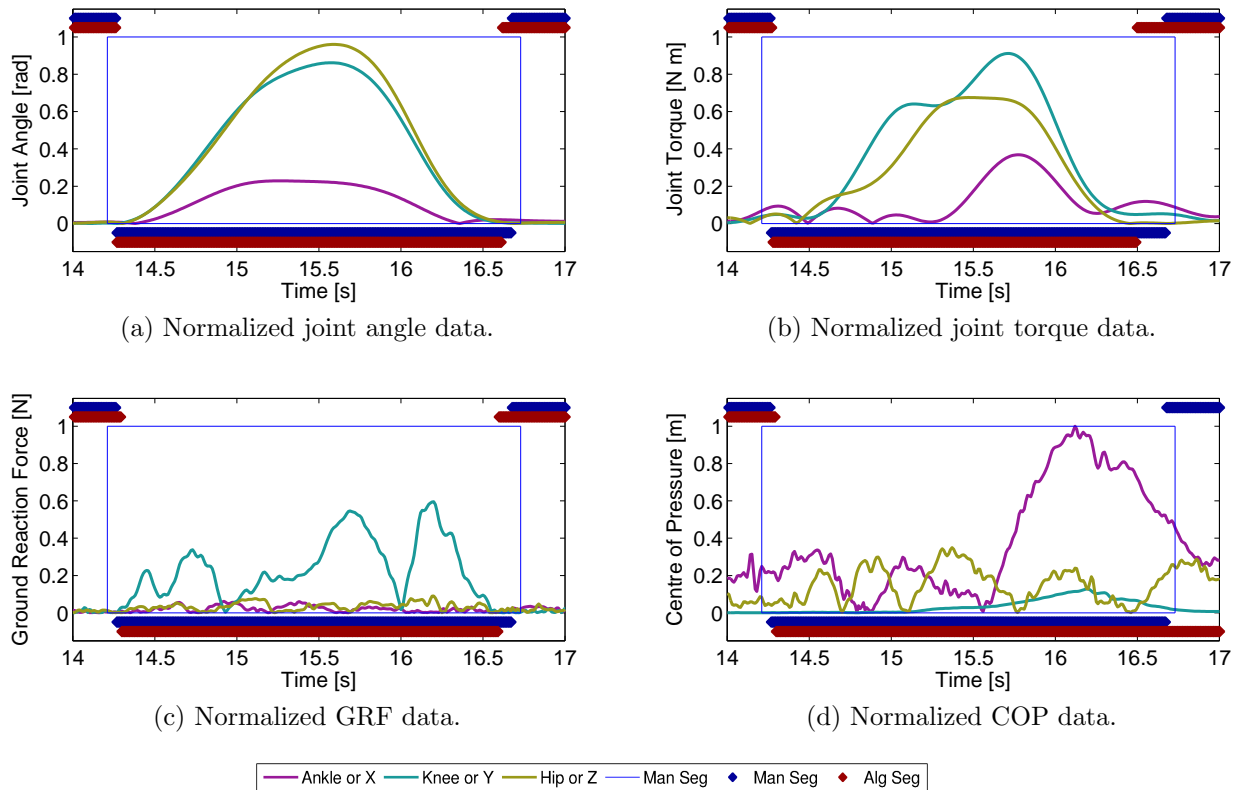 Joint Angle [rad]
1
0.8
0.6
0.4
0.2
0
14 14.5 15 15.5 16 16.5 17
Time [s]
(a) Normalized joint angle data.
Joint Torque [N m]
1
0.8
0.6
0.4
0.2
0
14 14.5 15 15.5 16 16.5 17
Time [s]
(b) Normalized joint torque data.
Ground Reaction Force [N]
1
0.8
0.6
0.4
0.2
0
14 14.5 15 15.5 16 16.5 17
Time [s]
(c) Normalized GRF data.
Centre of Pressure [m]
1
0.8
0.6
0.4
0.2
0
14 14.5 15 15.5 16 16.5 17
Time [s]
(d) Normalized COP data.
Ankle or X Knee or Y Hip or Z Man Seg Man Seg Alg Seg